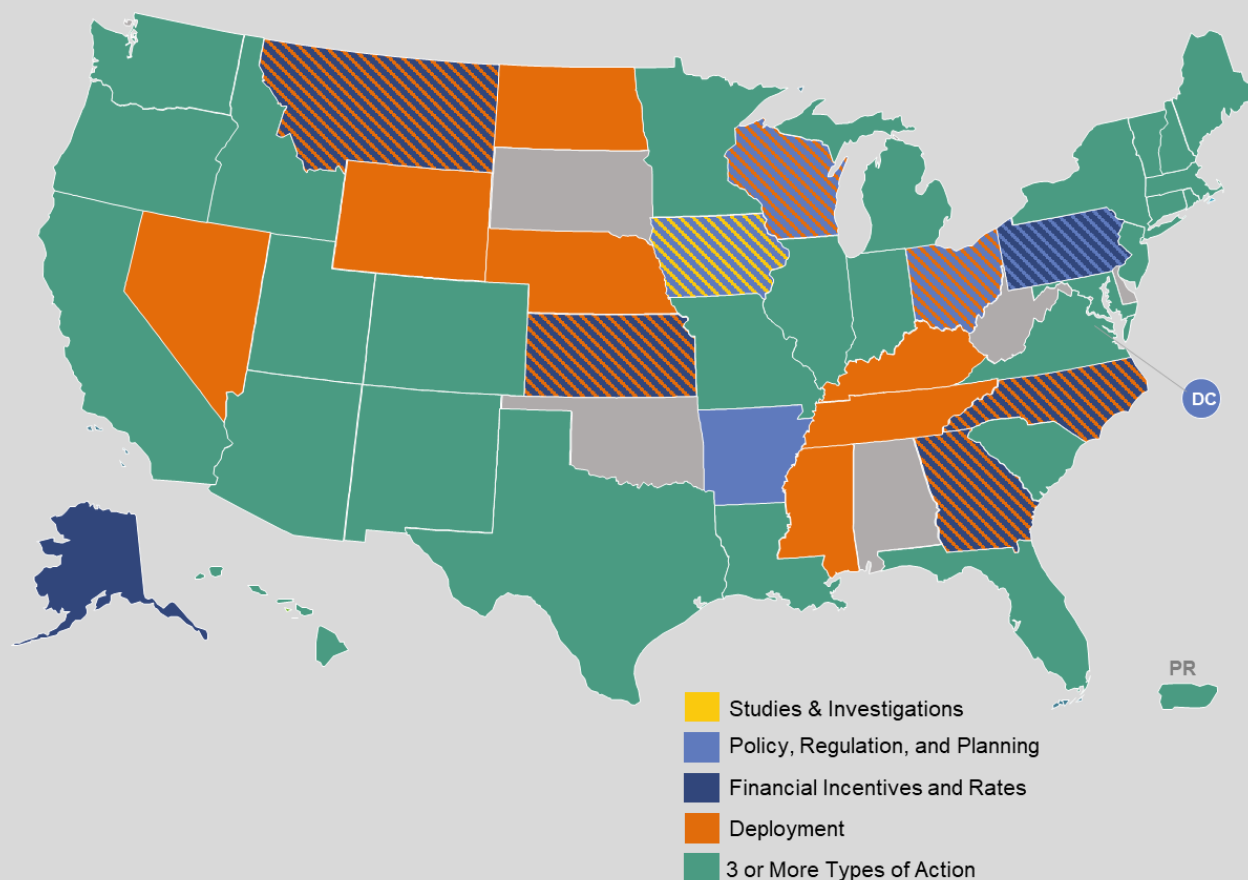 DC
PR
Studies & Investigations
Policy, Regulation, and Planning
Financial Incentives and Rates
Deployment
3 or More Types of Action